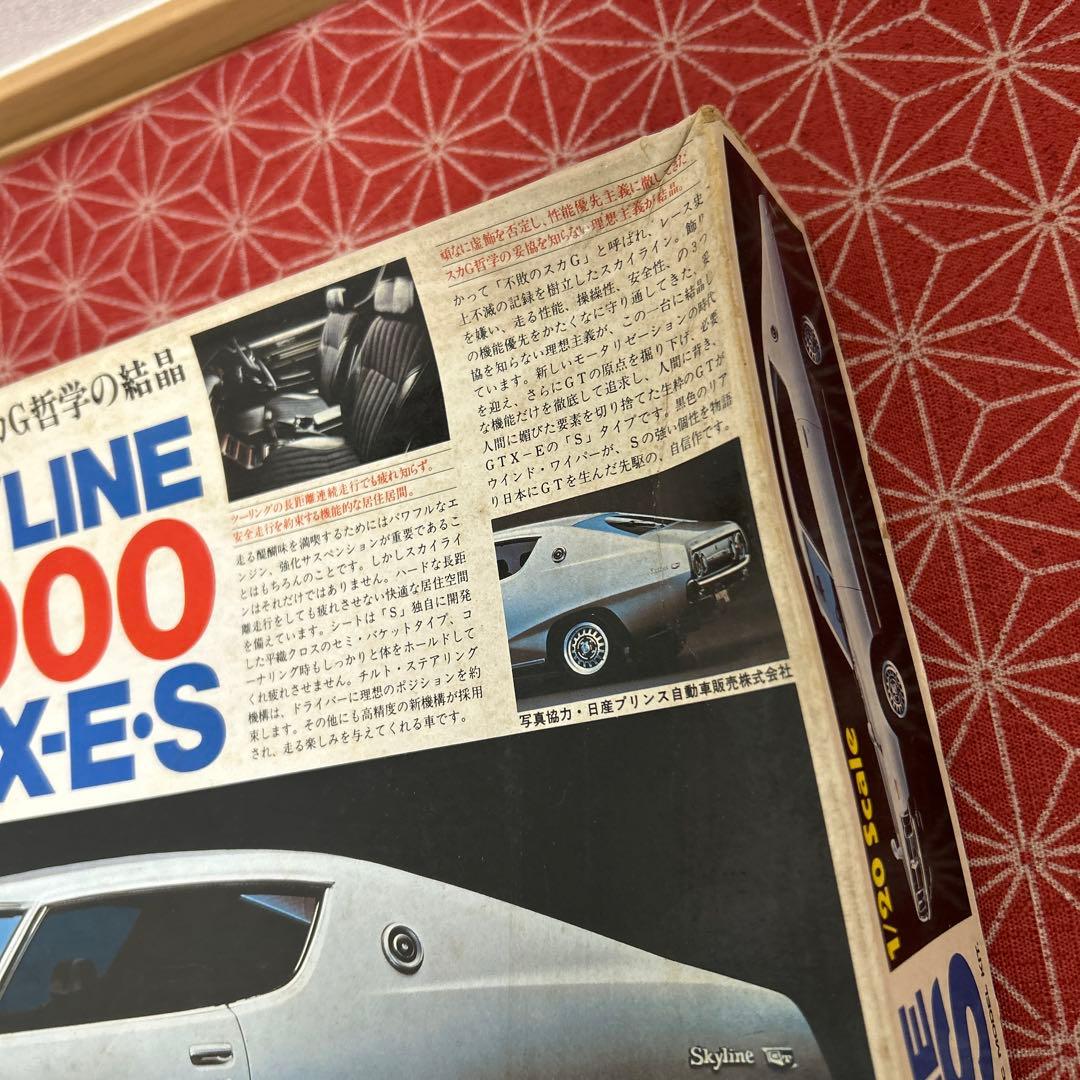 カG哲学の結晶
YLINE
000
X-E・S
ツーリングの長距離連続走行でも疲れ知らず。
安全走行を約束する機能的な居住居間。
走る醍醐味を満喫するためにはパワフルなエ
ンジン、強化サスペンションが重要であるこ
とはもちろんのことです。しかしスカイライ
ンはそれだけではありません。ハードな長距
離走行をしても疲れさせない快適な居住空間
を備えています。シートは「S」独自に開発
した平織クロスのセミ・バケットタイプ、コ
ーナリング時もしっかりと体をホールドして
くれ疲れさせません。チルト・ステアリング
機構は、ドライバーに理想のポジションを約
束します。その他にも高精度の新機構が採用
され、走る楽しみを与えてくれる車です。
頑なに虚飾を否定し、性能優先主義に徹してきた
スカG哲学の妥協を知らない理想主義が結晶。
かって「不敗のスカG」と呼ばれ、レース史
上不滅の記録を樹立したスカイライン。飾り
を嫌い、走る性能、操縦性、安全性、の3つ
の機能優先をかたくなに守り通してきた、妥
協を知らない理想主義が、この一台に結晶し
ています。新しいモータリゼーションの時代
を迎え、さらにGTの原点を掘り下げ、必要
な機能だけを徹底して追求し、人間に背き、
人間に媚びた要素を切り捨てた生粋のGTが
GTX-Eの「S」タイプです。黒色のリア
ウインド・ワイパーが、Sの強い個性を物語
り日本にGTを生んだ先駆の、自信作です。
写真協力・日産プリンス自動車販売株式会社
Skyline GT
1/20 scale
E
S
MODEL KIT.